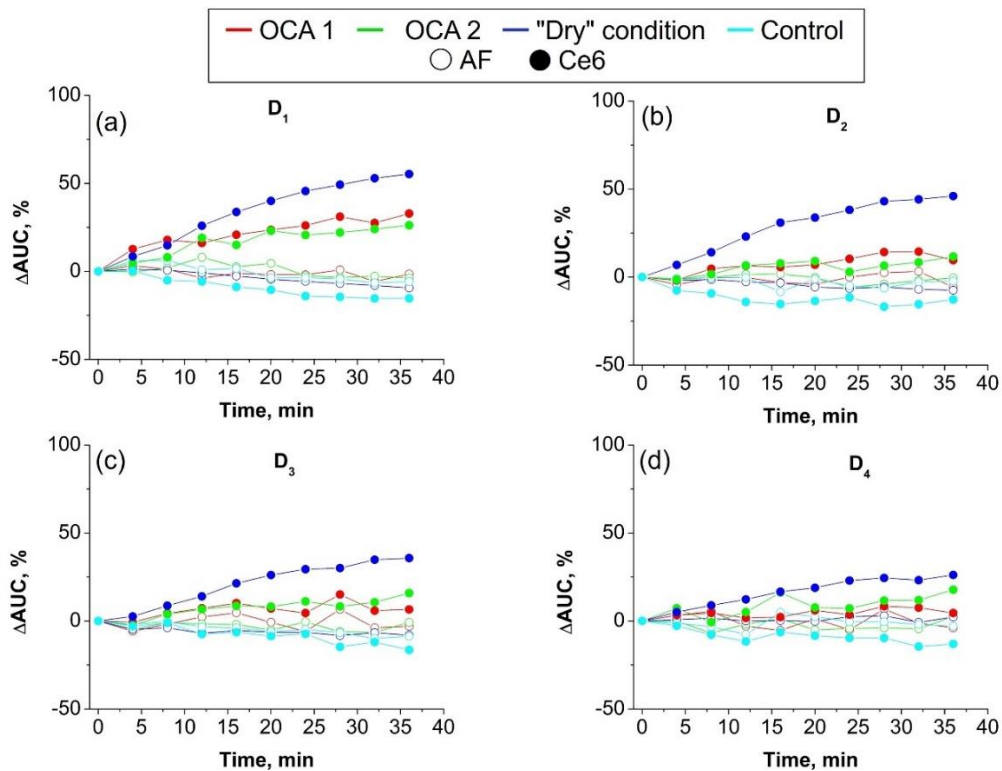 OCA 1 OCA 2 "Dry" condition Control
AF Ce6
(a) D₁
100
50
0
-50
ΔAUC, %
0 5 10 15 20 25 30 35 40
Time, min
(b) D₂
100
50
0
-50
ΔAUC, %
0 5 10 15 20 25 30 35 40
Time, min
(c) D₃
100
50
0
-50
ΔAUC, %
0 5 10 15 20 25 30 35 40
Time, min
(d) D₄
100
50
0
-50
ΔAUC, %
0 5 10 15 20 25 30 35 40
Time, min